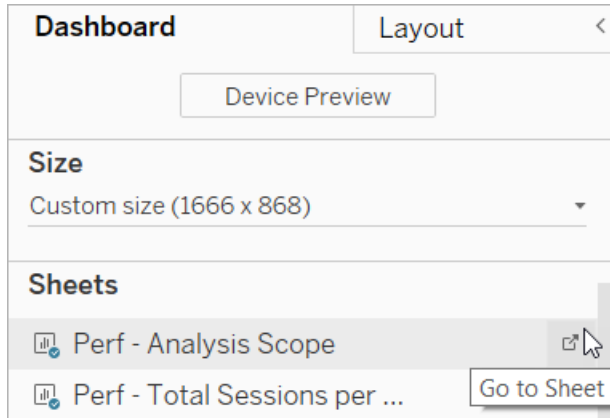 Dashboard
Layout
Device Preview
Size
Custom size (1666 x 868)
Sheets
Perf - Analysis Scope
Go to Sheet
Perf - Total Sessions per ...